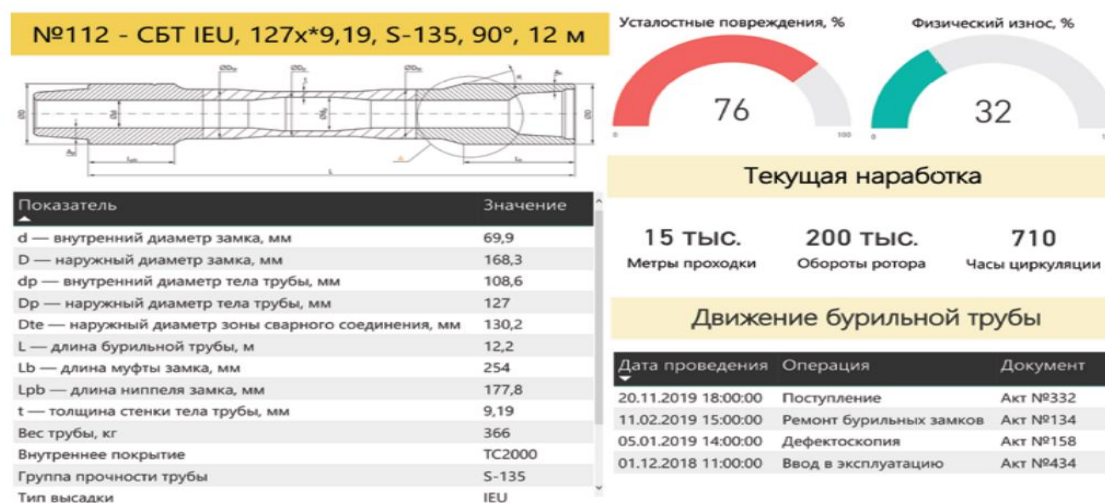 №112 - СБТ IEU, 127x*9,19, S-135, 90°, 12 м
Показатель Значение
d — внутренний диаметр замка, мм 69,9
D — наружный диаметр замка, мм 168,3
dp — внутренний диаметр тела трубы, мм 108,6
Dp — наружный диаметр тела трубы, мм 127
Dte — наружный диаметр зоны сварного соединения, мм 130,2
L — длина бурильной трубы, м 12,2
Lb — длина муфты замка, мм 254
Lpb — длина ниппеля замка, мм 177,8
t — толщина стенки тела трубы, мм 9,19
Вес трубы, кг 366
Внутреннее покрытие TC2000
Группа прочности трубы S-135
Тип высадки IEU
Усталостные повреждения, %
76
0 100
Физический износ, %
32
0
Текущая наработка
15 тыс. 200 тыс. 710
Метры проходки Обороты ротора Часы циркуляции
Движение бурильной трубы
Дата проведения Операция Документ
20.11.2019 18:00:00 Поступление Акт №332
11.02.2019 15:00:00 Ремонт бурильных замков Акт №134
05.01.2019 14:00:00 Дефектоскопия Акт №158
01.12.2018 11:00:00 Ввод в эксплуатацию Акт №434